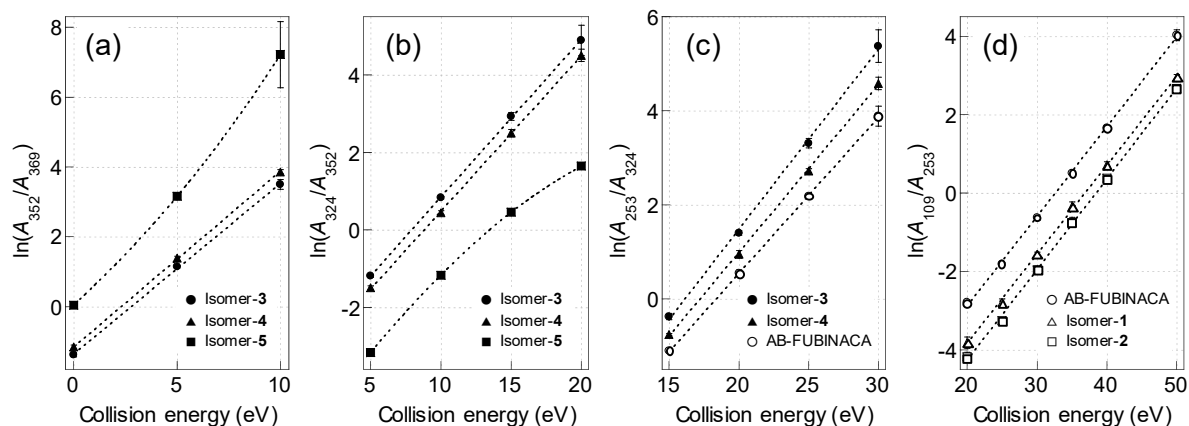 (a)
ln(A352/A369)
8
6
4
2
0
Isomer-3
Isomer-4
Isomer-5
0
5
10
Collision energy (eV)
(b)
ln(A324/A352)
4
2
0
-2
Isomer-3
Isomer-4
Isomer-5
5
10
15
20
Collision energy (eV)
(c)
ln(A253/A324)
6
4
2
0
Isomer-3
Isomer-4
AB-FUBINACA
15
20
25
30
Collision energy (eV)
(d)
ln(A109/A253)
4
2
0
-2
-4
AB-FUBINACA
Isomer-1
Isomer-2
20
30
40
50
Collision energy (eV)